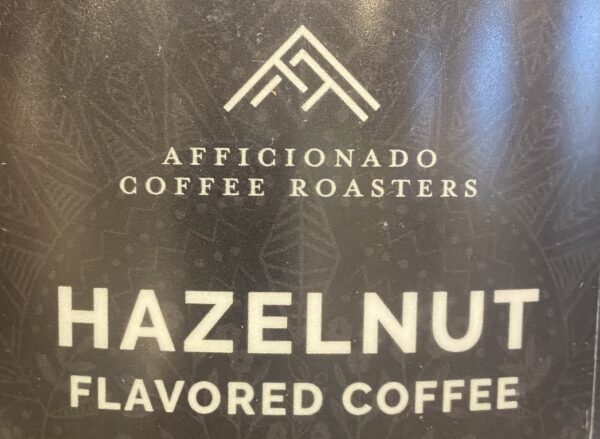 AFFICIONADO
COFFEE ROASTERS
HAZELNUT
FLAVORED COFFEE